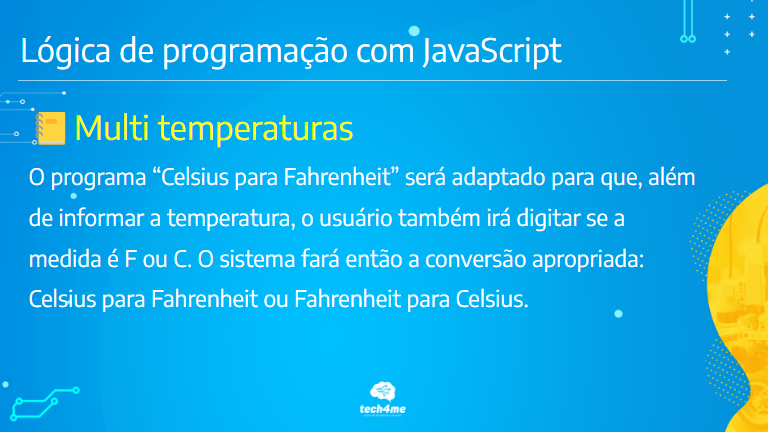 Lógica de programação com JavaScript
Multi temperaturas
O programa “Celsius para Fahrenheit” será adaptado para que, além
de informar a temperatura, o usuário também irá digitar se a
medida é F ou C. O sistema fará então a conversão apropriada:
Celsius para Fahrenheit ou Fahrenheit para Celsius.
tech4me